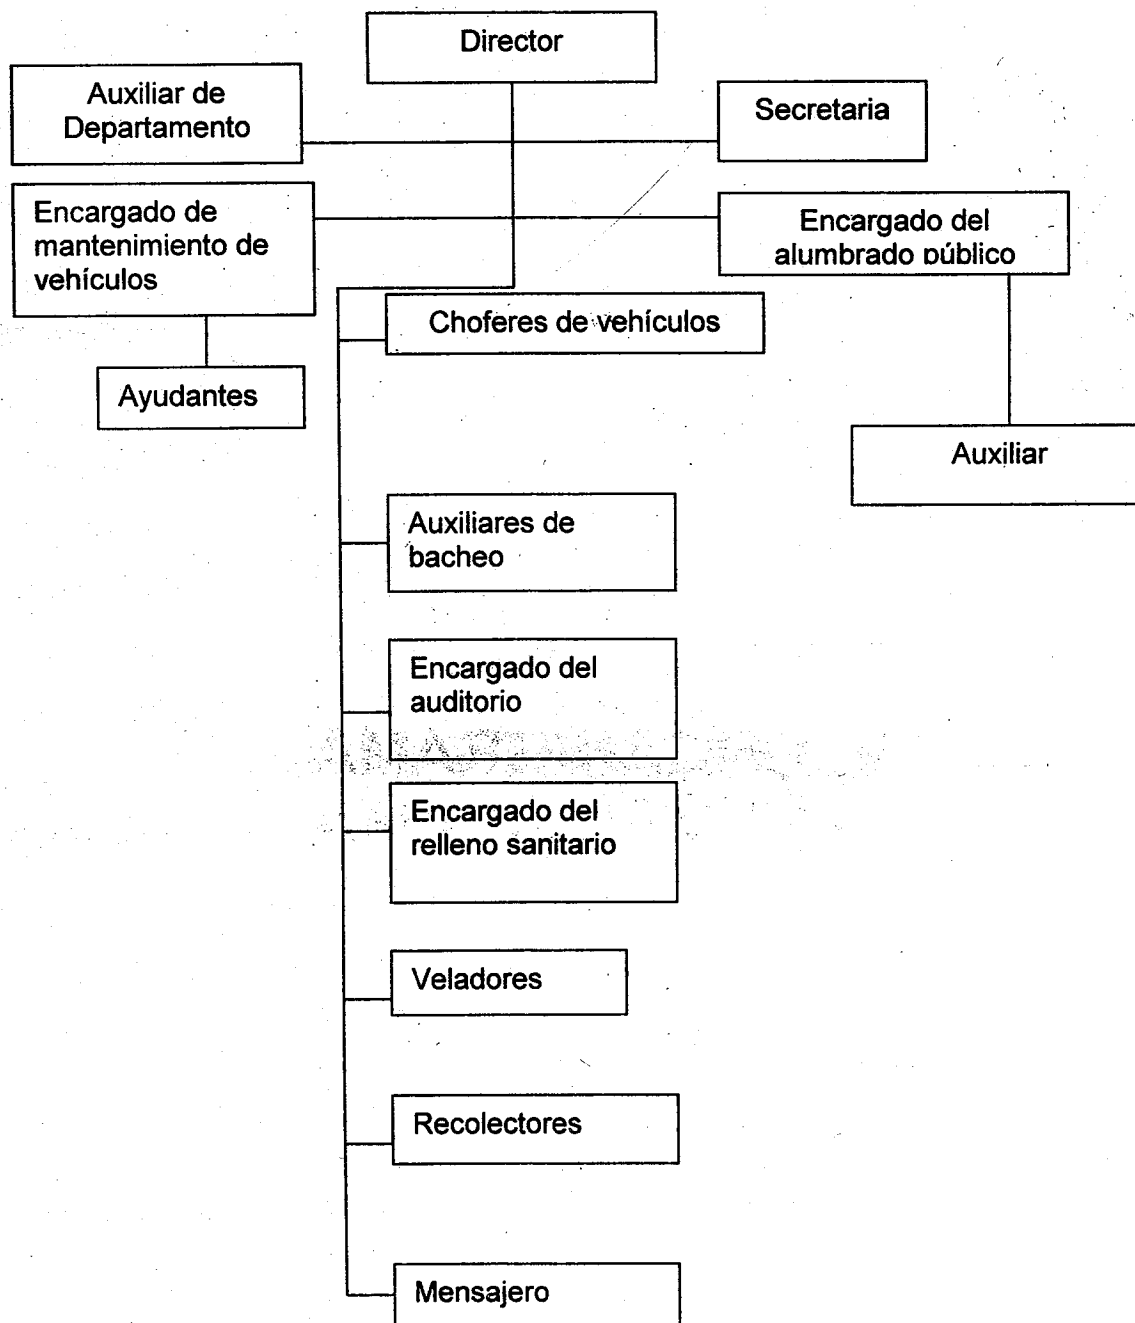 Director
Auxiliar de
Departamento
Secretaria
Encargado de
mantenimiento de
vehículos
Encargado del
alumbrado público
Choferes de vehículos
Ayudantes
Auxiliar
Auxiliares de
bacheo
Encargado del
auditorio
Encargado del
relleno sanitario
Veladores
Recolectores
Mensajero